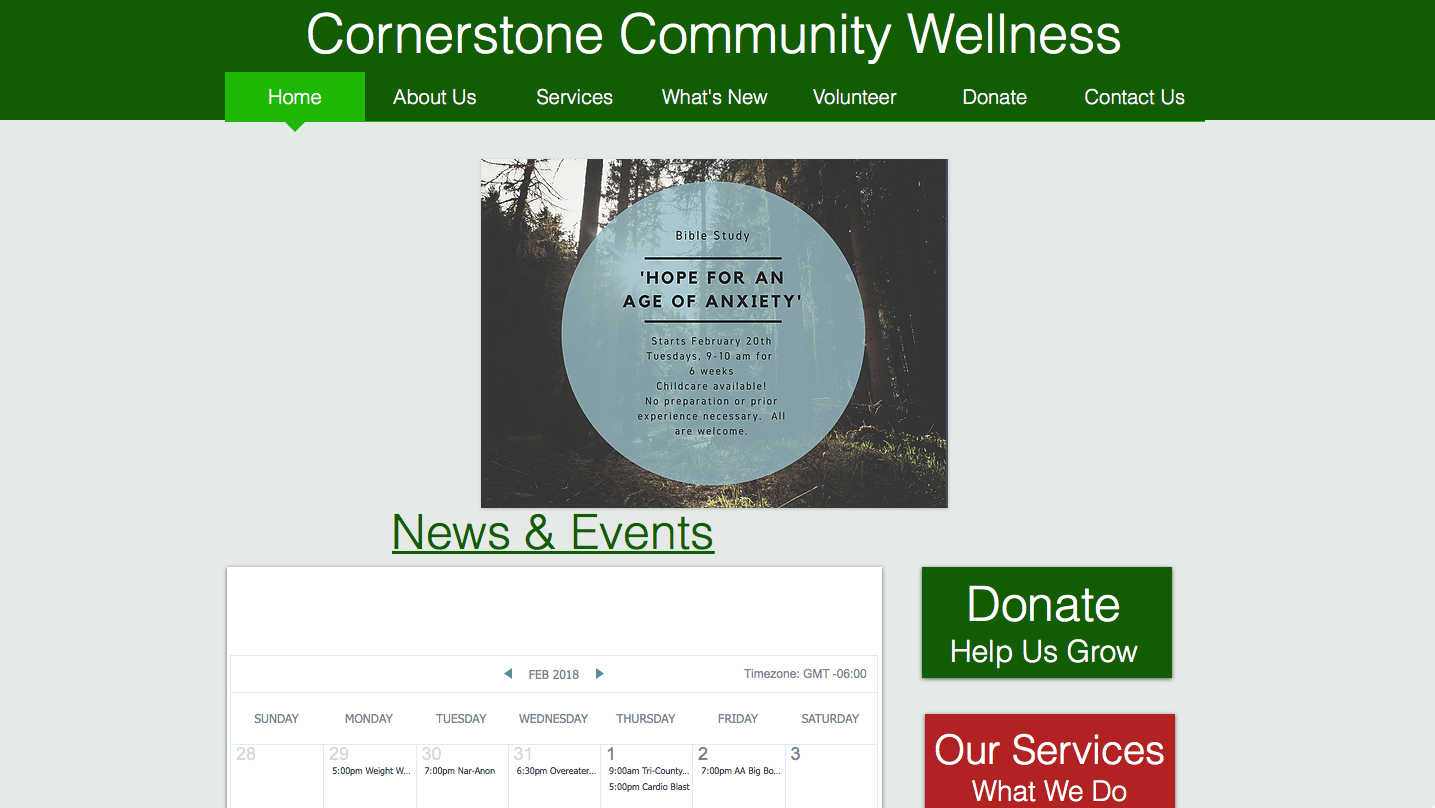 Cornerstone Community Wellness
Home About Us Services What's New Volunteer Donate Contact Us
Bible Study
'HOPE FOR AN
AGE OF ANXIETY'
Starts February 20th
Tuesdays, 9-10 am for
6 weeks
Childcare available!
No preparation or prior
experience necessary. All
are welcome.
News & Events
Donate
Help Us Grow
FEB 2018 Timezone: GMT -06:00
SUNDAY MONDAY TUESDAY WEDNESDAY THURSDAY FRIDAY SATURDAY
28 29 30 31 1 2 3
5:00pm Weight W... 7:00pm Nar-Anon 6:30pm Overeater... 9:00am Tri-County... 7:00pm AA Big Bo...
5:00pm Cardio Blast
Our Services
What We Do